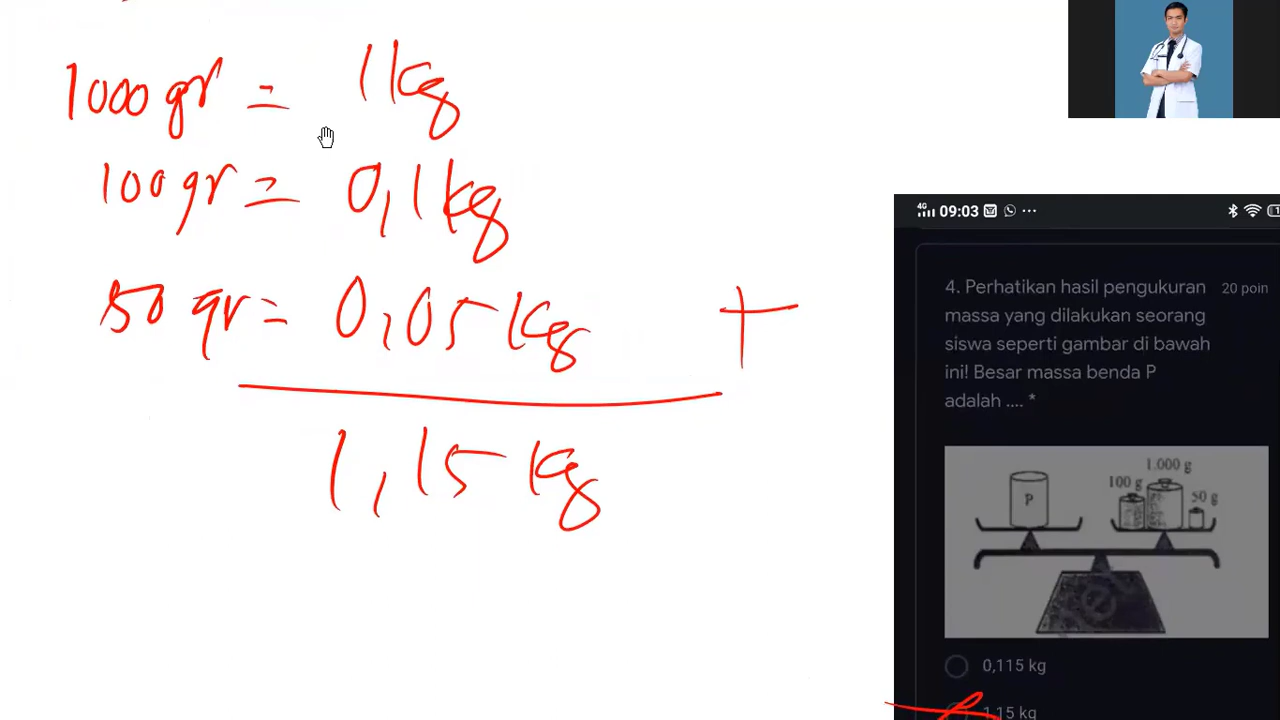 1000 gr = 1 kg
100 gr = 0,1 kg
50 gr = 0,05 kg +
1,15 kg
4G 09:03
4. Perhatikan hasil pengukuran 20 poin
massa yang dilakukan seorang
siswa seperti gambar di bawah
ini! Besar massa benda P
adalah .... *
1.000 g
100 g
50 g
P
0,115 kg
1,15 kg